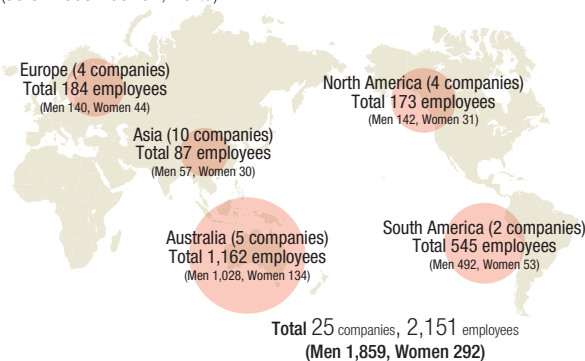 Europe (4 companies)
Total 184 employees
(Men 140, Women 44)
Asia (10 companies)
Total 87 employees
(Men 57, Women 30)
North America (4 companies)
Total 173 employees
(Men 142, Women 31)
Australia (5 companies)
Total 1,162 employees
(Men 1,028, Women 134)
South America (2 companies)
Total 545 employees
(Men 492, Women 53)
Total 25 companies, 2,151 employees
(Men 1,859, Women 292)